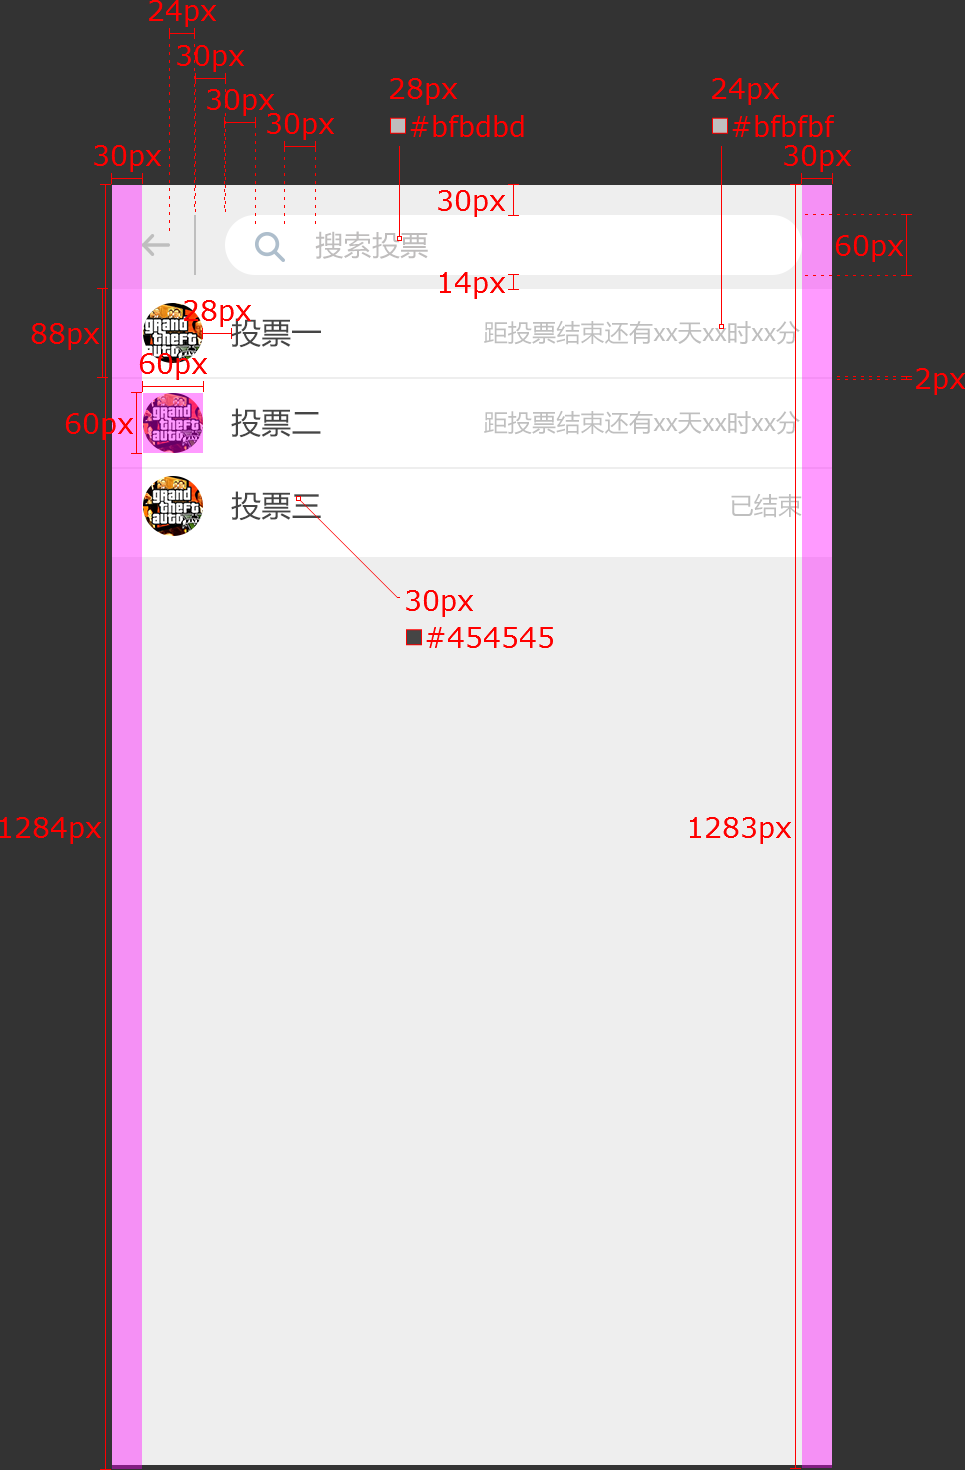 24px
30px
30px
30px
28px
#bfbdbd
24px
#bfbfbf
30px
30px
30px
搜索投票
60px
14px
28px
88px
grand
theft
auto
投票一
距投票结束还有xx天xx时xx分
60px
2px
60px
grand
theft
auto
投票二
距投票结束还有xx天xx时xx分
grand
theft
auto
投票三
已结束
30px
#454545
1284px
1283px